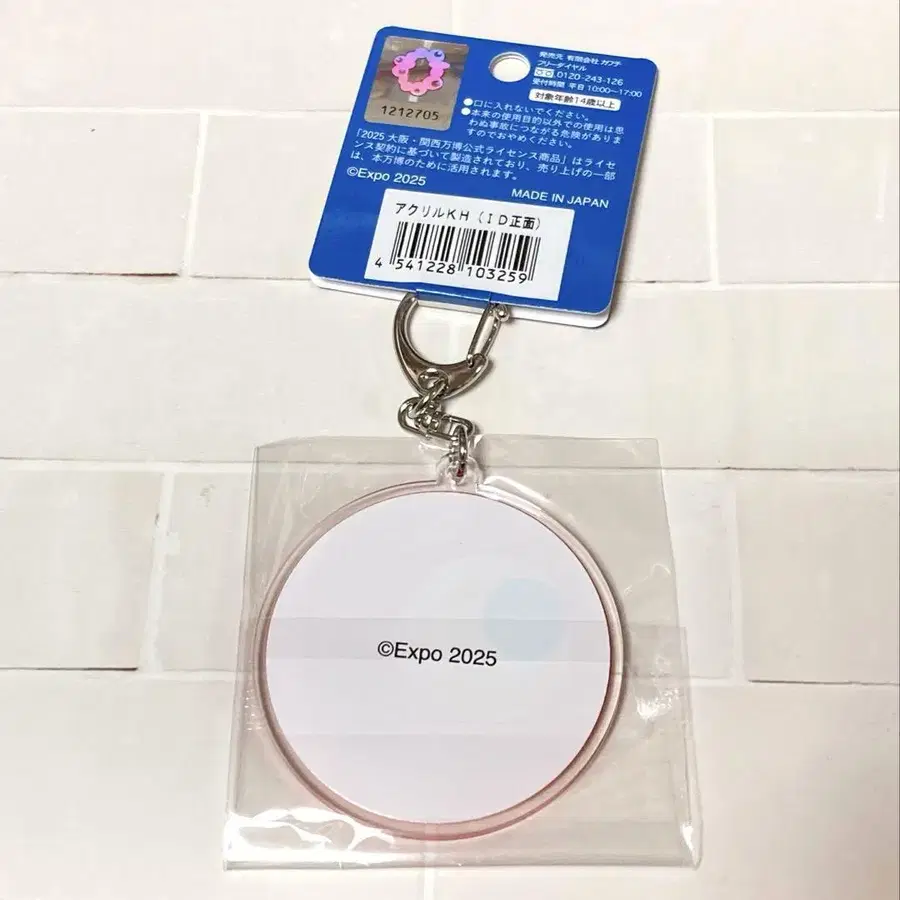 1212705
発売元 有限会社 ガフテ
フリーダイヤル
0120-243-126
受付時間 平日 10:00〜17:00
対象年齢14歳以上
●口に入れないでください。
●本来の使用目的以外での使用は思
わぬ事故につながる危険がありま
すのでおやめください。
「2025 大阪・関西万博公式ライセンス商品」はライセ
ンス契約に基づいて製造されており、売り上げの一部
は、本万博のために活用されます。
©Expo 2025
MADE IN JAPAN
アクリルKH(ID正面)
4 541228 103259
©Expo 2025